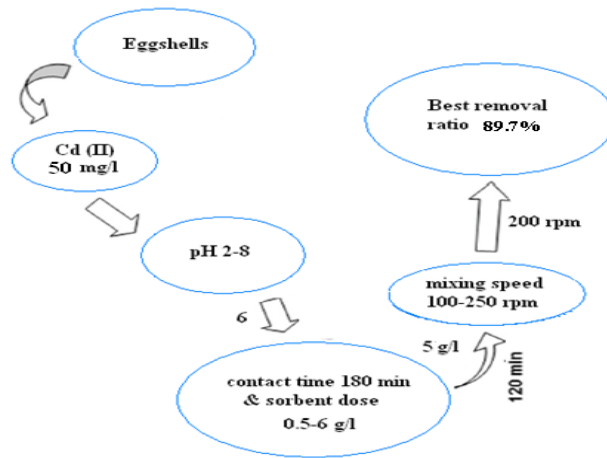 Eggshells
Cd (II)
50 mg/l
pH 2-8
6
contact time 180 min
& sorbent dose
0.5-6 g/l
5 g/l
120 min
mixing speed
100-250 rpm
200 rpm
Best removal
ratio 89.7%